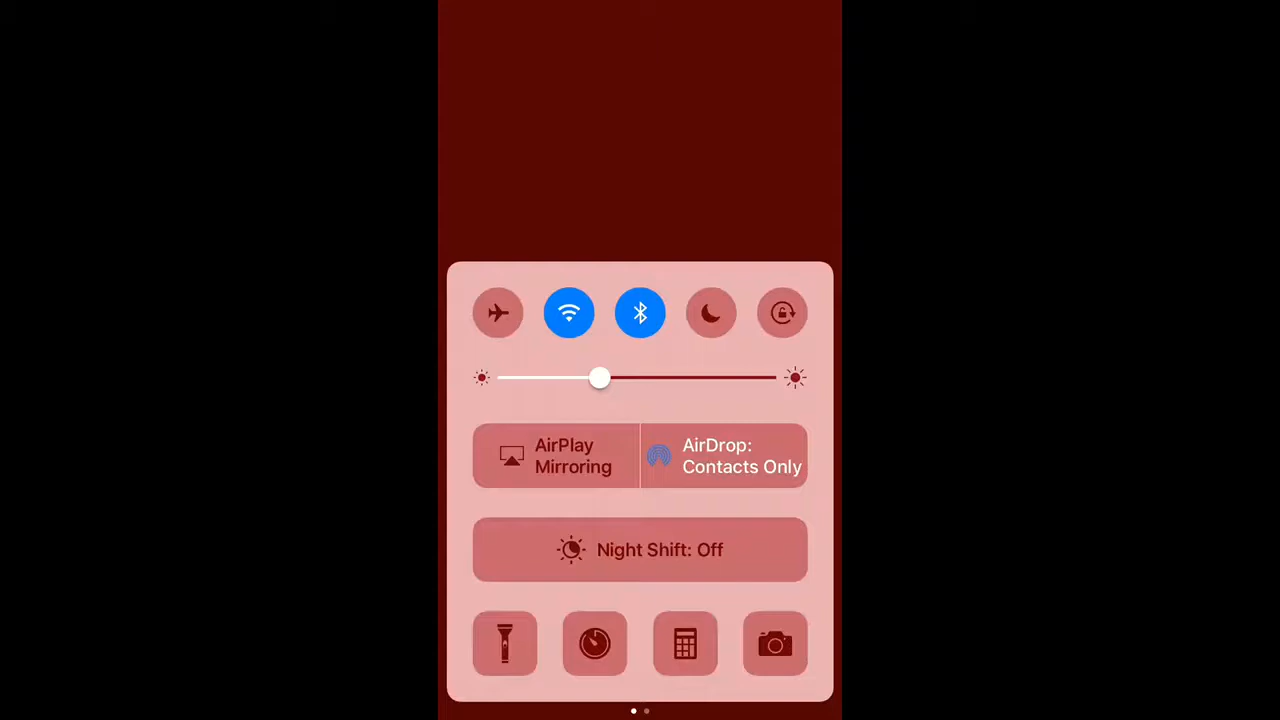 AirPlay
Mirroring
AirDrop:
Contacts Only
Night Shift: Off